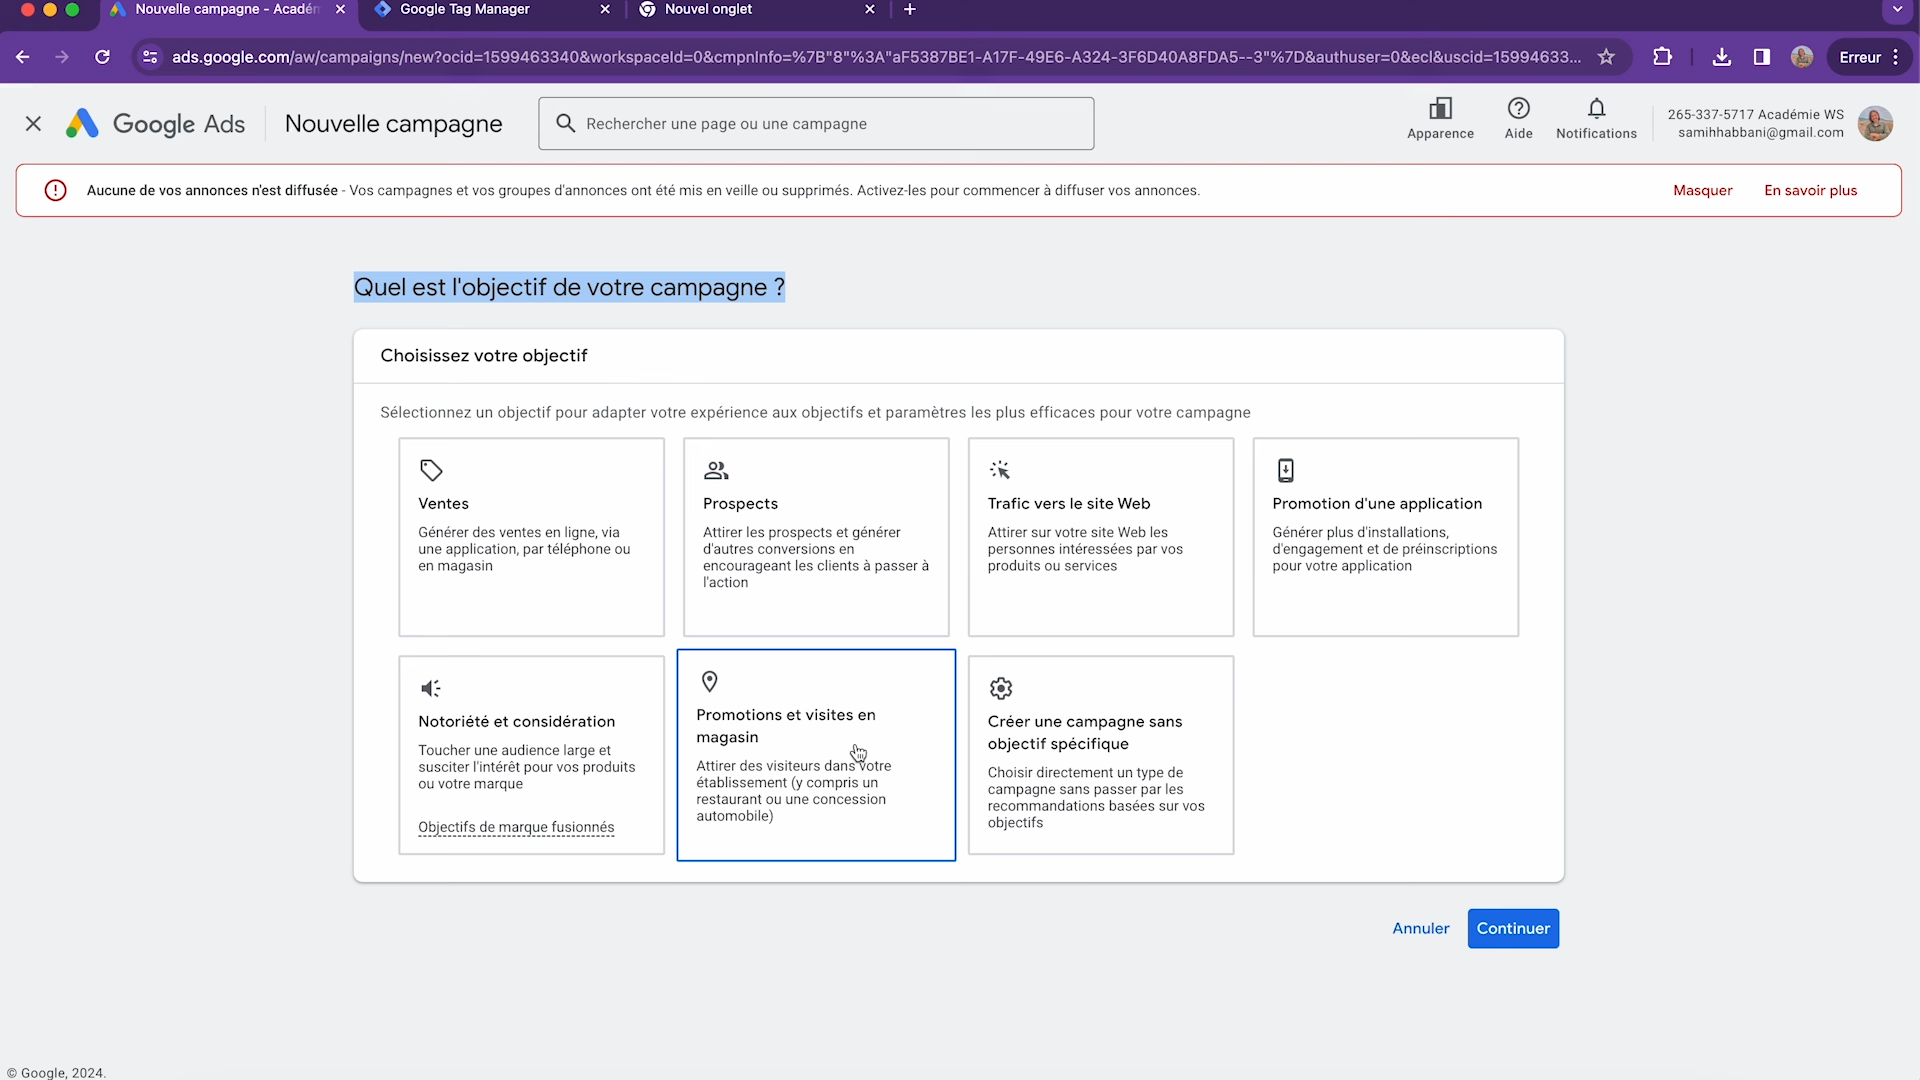 Nouvelle campagne - Académ
Google Tag Manager
Nouvel onglet
ads.google.com/aw/campaigns/new?ocid=1599463340&workspaceId=0&cmpnInfo=%7B"8"%3A"aF5387BE1-A17F-49E6-A324-3F6D40A8FDA5--3"%7D&authuser=0&ecl&uscid=15994633...
Erreur
Google Ads
Nouvelle campagne
Rechercher une page ou une campagne
Apparence
Aide
Notifications
265-337-5717 Académie WS
samihhabbani@gmail.com
Aucune de vos annonces n'est diffusée - Vos campagnes et vos groupes d'annonces ont été mis en veille ou supprimés. Activez-les pour commencer à diffuser vos annonces.
Masquer
En savoir plus
Quel est l'objectif de votre campagne ?
Choisissez votre objectif
Sélectionnez un objectif pour adapter votre expérience aux objectifs et paramètres les plus efficaces pour votre campagne
Ventes
Générer des ventes en ligne, via
une application, par téléphone ou
en magasin
Prospects
Attirer les prospects et générer
d'autres conversions en
encourageant les clients à passer à
l'action
Trafic vers le site Web
Attirer sur votre site Web les
personnes intéressées par vos
produits ou services
Promotion d'une application
Générer plus d'installations,
d'engagement et de préinscriptions
pour votre application
Notoriété et considération
Toucher une audience large et
susciter l'intérêt pour vos produits
ou votre marque
Objectifs de marque fusionnés
Promotions et visites en
magasin
Attirer des visiteurs dans votre
établissement (y compris un
restaurant ou une concession
automobile)
Créer une campagne sans
objectif spécifique
Choisir directement un type de
campagne sans passer par les
recommandations basées sur vos
objectifs
Annuler
Continuer
© Google, 2024.